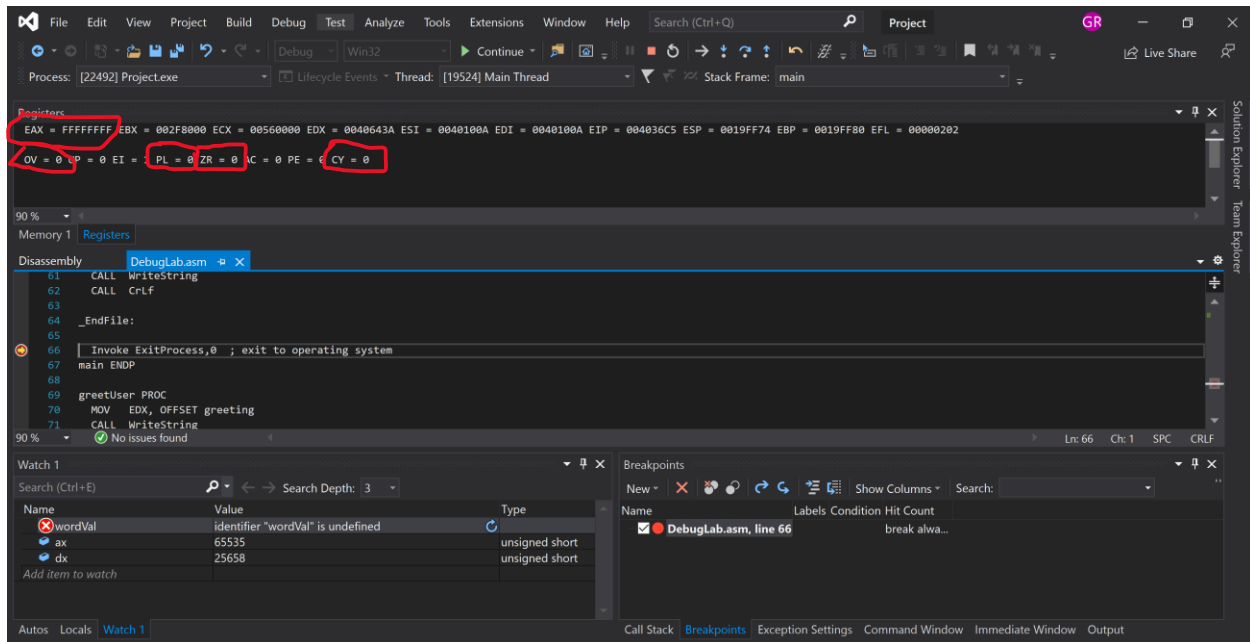 File Edit View Project Build Debug Test Analyze Tools Extensions Window Help Search (Ctrl+Q) Project GR
Debug Win32 Continue Live Share
Process: [22492] Project.exe Lifecycle Events Thread: [19524] Main Thread Stack Frame: main
Registers
EAX = FFFFFFFF EBX = 002F8000 ECX = 00560000 EDX = 0040643A ESI = 0040100A EDI = 0040100A EIP = 004036C5 ESP = 0019FF74 EBP = 0019FF80 EFL = 00000202
OV = 0 UP = 0 EI = 1 PL = 0 ZR = 0 AC = 0 PE = 0 CY = 0
90 %
Memory 1 Registers
Solution Explorer
Team Explorer
Disassembly DebugLab.asm
61 CALL WriteString
62 CALL CrLf
63
64 _EndFile:
65
66 Invoke ExitProcess,0 ; exit to operating system
67 main ENDP
68
69 greetUser PROC
70 MOV EDX, OFFSET greeting
71 CALL WriteString
90 % No issues found Ln: 66 Ch: 1 SPC CRLF
Watch 1
Search (Ctrl+E) Search Depth: 3
Name Value Type
wordVal identifier "wordVal" is undefined
ax 65535 unsigned short
dx 25658 unsigned short
Add item to watch
Autos Locals Watch 1
Breakpoints
New Show Columns Search:
Name Labels Condition Hit Count
DebugLab.asm, line 66 break alwa...
Call Stack Breakpoints Exception Settings Command Window Immediate Window Output